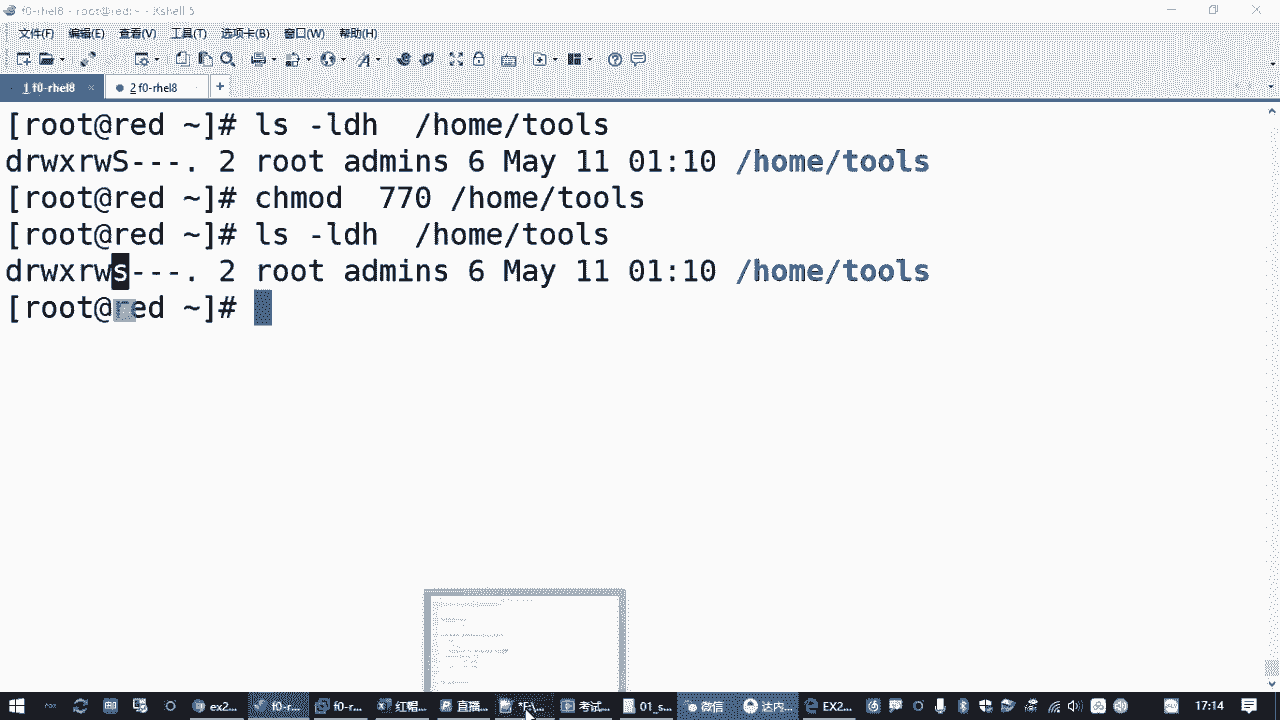 f0-rhel8 - root@red:~ - Xshell 5
文件(F) 编辑(E) 查看(V) 工具(T) 选项卡(B) 窗口(W) 帮助(H)
1 f0-rhel8 × 2 f0-rhel8 +
[root@red ~]# ls -ldh  /home/tools
drwxrwS---. 2 root admins 6 May 11 01:10 /home/tools
[root@red ~]# chmod  770 /home/tools
[root@red ~]# ls -ldh  /home/tools
drwxrws---. 2 root admins 6 May 11 01:10 /home/tools
[root@red ~]#
ex2... f0-r... f0-r... 红帽... 直播... 考试... 01_s... 微信 达内... EX2... 17:14